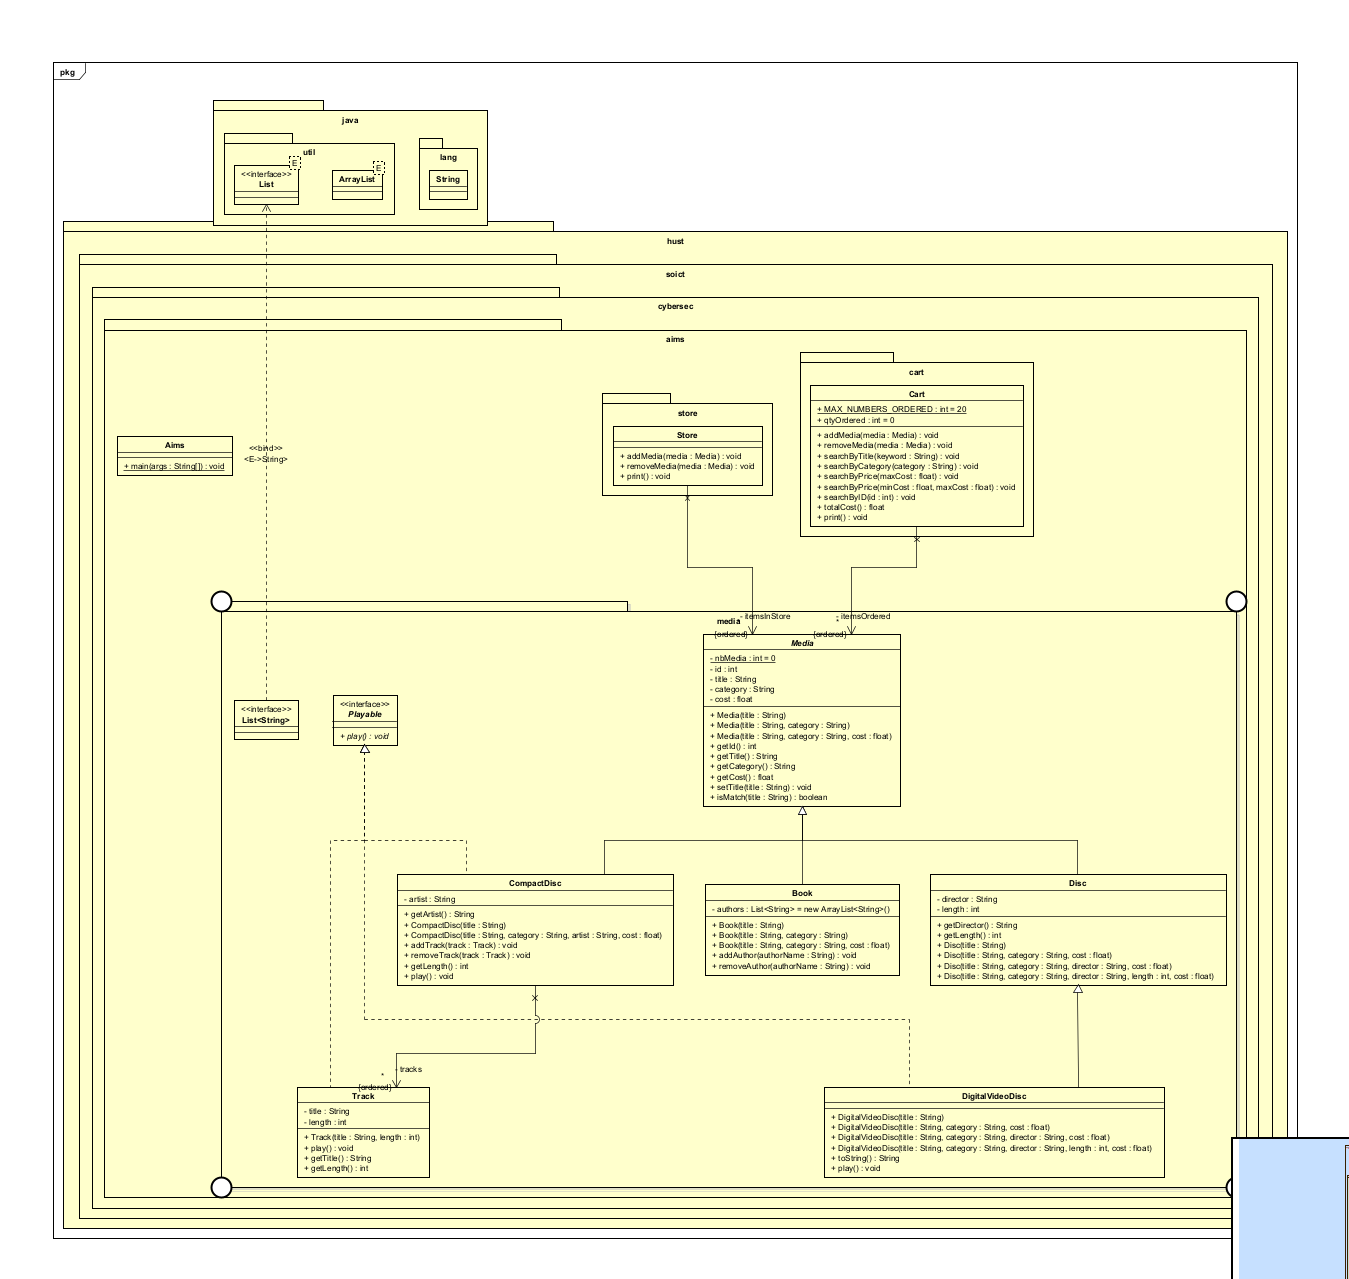 pkg
java
util
lang
E
E
<<interface>>
List
ArrayList
String
hust
soict
cybersec
aims
cart
Cart
+ MAX_NUMBERS_ORDERED : int = 20
+ qtyOrdered : int = 0
+ addMedia(media : Media) : void
+ removeMedia(media : Media) : void
+ searchByTitle(keyword : String) : void
+ searchByCategory(category : String) : void
+ searchByPrice(maxCost : float) : void
+ searchByPrice(minCost : float, maxCost : float) : void
+ searchByID(id : int) : void
+ totalCost() : float
+ print() : void
store
Store
+ addMedia(media : Media) : void
+ removeMedia(media : Media) : void
+ print() : void
Aims
+ main(args : String[]) : void
<<bind>>
<E->String>
media
- itemsInStore
{ordered}
- itemsOrdered
*
{ordered}
Media
- nbMedia : int = 0
- id : int
- title : String
- category : String
- cost : float
+ Media(title : String)
+ Media(title : String, category : String)
+ Media(title : String, category : String, cost : float)
+ getId() : int
+ getTitle() : String
+ getCategory() : String
+ getCost() : float
+ setTitle(title : String) : void
+ isMatch(title : String) : boolean
<<interface>>
List<String>
<<interface>>
Playable
+ play() : void
CompactDisc
- artist : String
+ getArtist() : String
+ CompactDisc(title : String)
+ CompactDisc(title : String, category : String, artist : String, cost : float)
+ addTrack(track : Track) : void
+ removeTrack(track : Track) : void
+ getLength() : int
+ play() : void
Book
- authors : List<String> = new ArrayList<String>()
+ Book(title : String)
+ Book(title : String, category : String)
+ Book(title : String, category : String, cost : float)
+ addAuthor(authorName : String) : void
+ removeAuthor(authorName : String) : void
Disc
- director : String
- length : int
+ getDirector() : String
+ getLength() : int
+ Disc(title : String)
+ Disc(title : String, category : String, cost : float)
+ Disc(title : String, category : String, director : String, cost : float)
+ Disc(title : String, category : String, director : String, length : int, cost : float)
- tracks
*
{ordered}
Track
- title : String
- length : int
+ Track(title : String, length : int)
+ play() : void
+ getTitle() : String
+ getLength() : int
DigitalVideoDisc
+ DigitalVideoDisc(title : String)
+ DigitalVideoDisc(title : String, category : String, cost : float)
+ DigitalVideoDisc(title : String, category : String, director : String, cost : float)
+ DigitalVideoDisc(title : String, category : String, director : String, length : int, cost : float)
+ toString() : String
+ play() : void